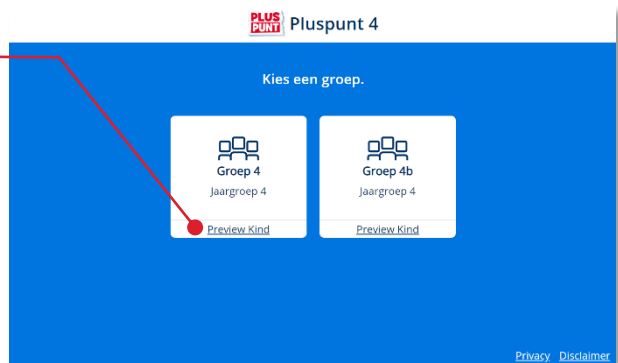 PLUS PUNT Pluspunt 4
Kies een groep.
Groep 4
Jaargroep 4
Preview Kind
Groep 4b
Jaargroep 4
Preview Kind
Privacy Disclaimer